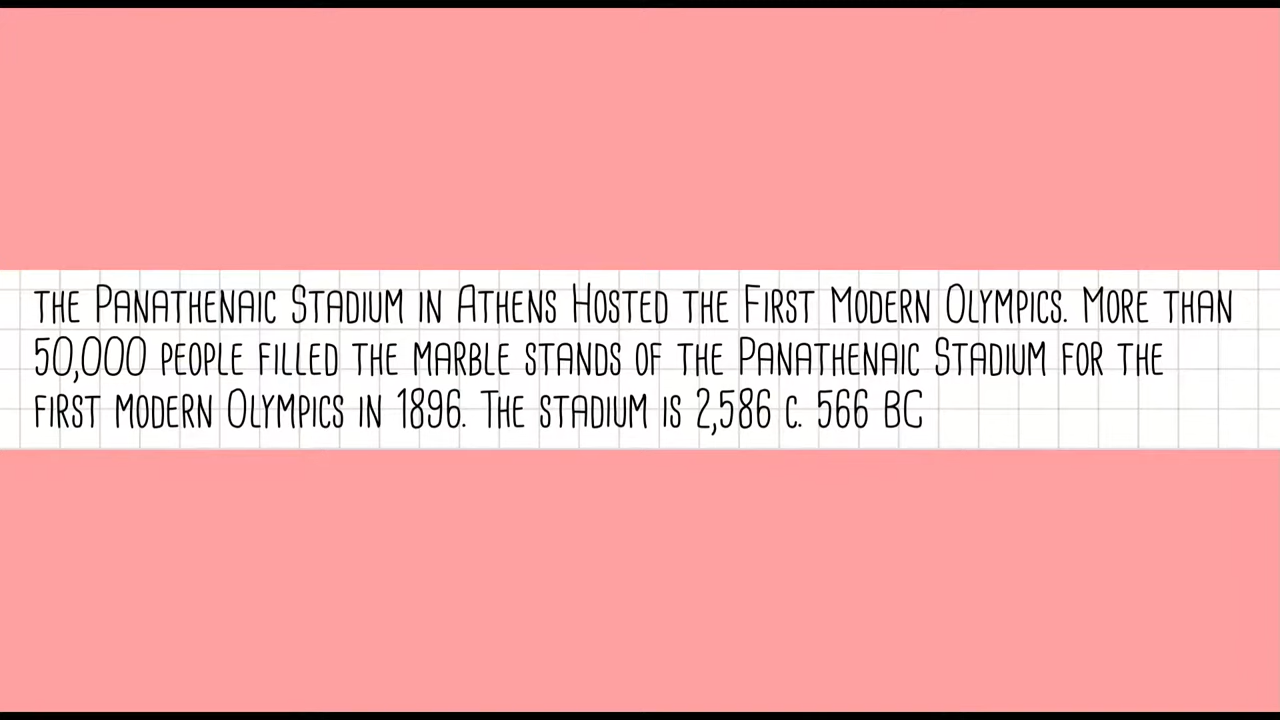 the Panathenaic Stadium in Athens Hosted the First Modern Olympics. More than
50,000 people filled the marble stands of the Panathenaic Stadium for the
first modern Olympics in 1896. The stadium is 2,586 c. 566 BC